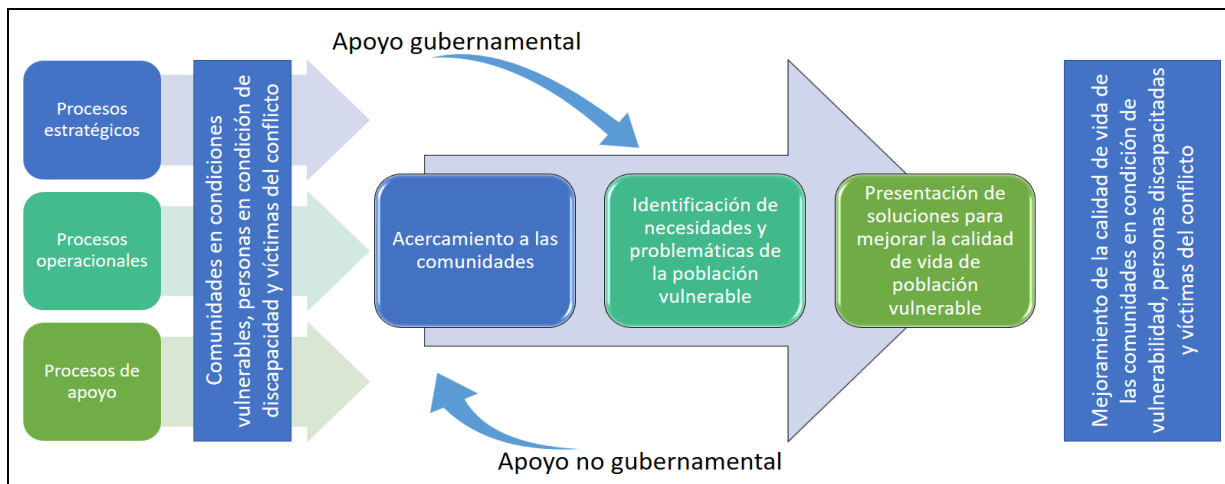 Apoyo gubernamental
Procesos
estratégicos
Procesos
operacionales
Procesos de
apoyo
Comunidades en condiciones
vulnerables, personas en condición de
discapacidad y víctimas del conflicto
Acercamiento a las
comunidades
Identificación de
necesidades y
problemáticas de
la población
vulnerable
Presentación de
soluciones para
mejorar la calidad
de vida de
población
vulnerable
Mejoramiento de la calidad de vida de
las comunidades en condición de
vulnerabilidad, personas discapacitadas
y víctimas del conflicto
Apoyo no gubernamental